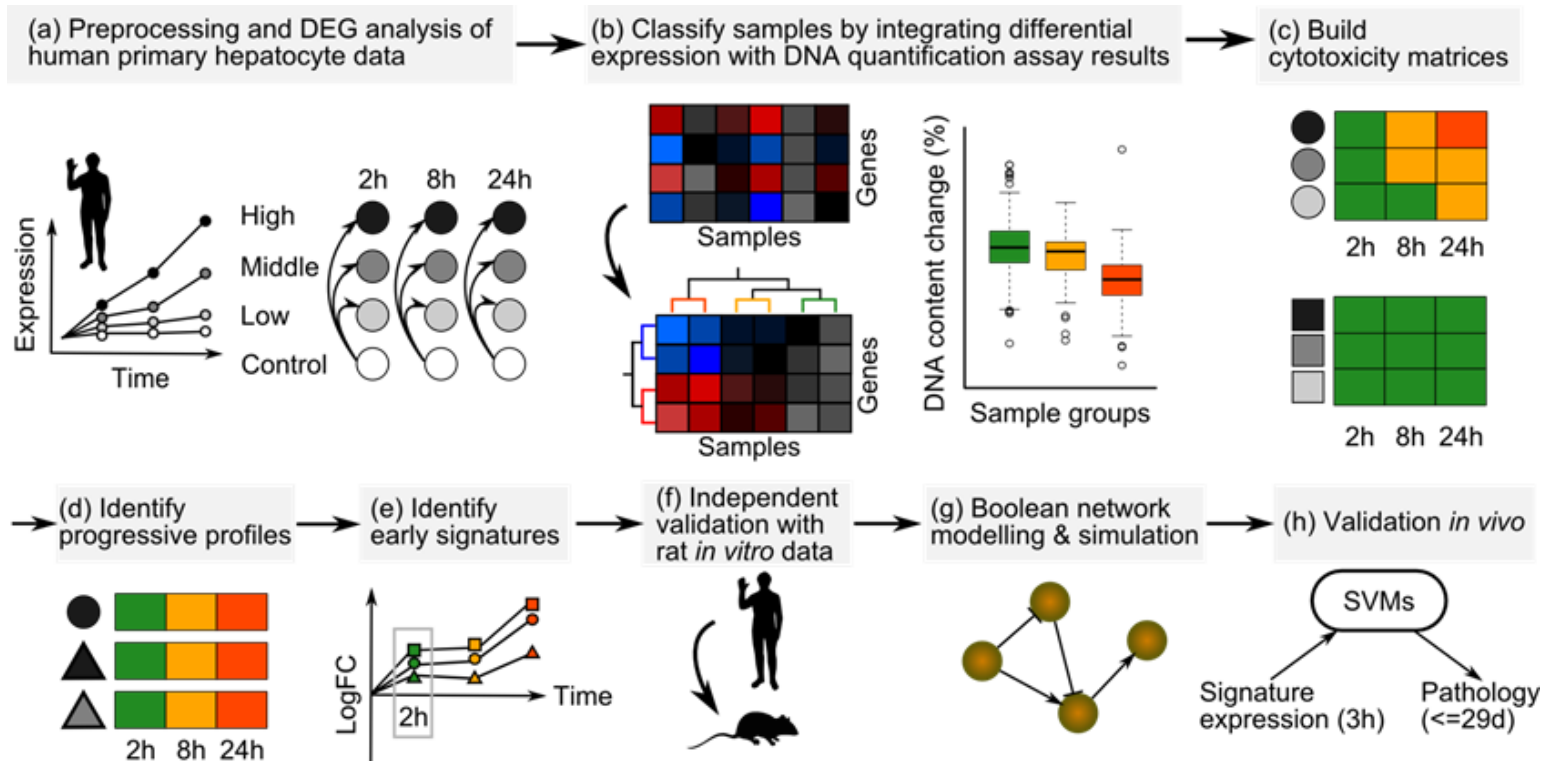 (a) Preprocessing and DEG analysis of
human primary hepatocyte data
(b) Classify samples by integrating differential
expression with DNA quantification assay results
(c) Build
cytotoxicity matrices
Expression
Time
High
Middle
Low
Control
2h 8h 24h
Genes
Samples
Genes
Samples
DNA content change (%)
Sample groups
2h 8h 24h
2h 8h 24h
(d) Identify
progressive profiles
(e) Identify
early signatures
(f) Independent
validation with
rat in vitro data
(g) Boolean network
modelling & simulation
(h) Validation in vivo
2h 8h 24h
LogFC
2h
Time
SVMs
Signature
expression (3h)
Pathology
(<=29d)